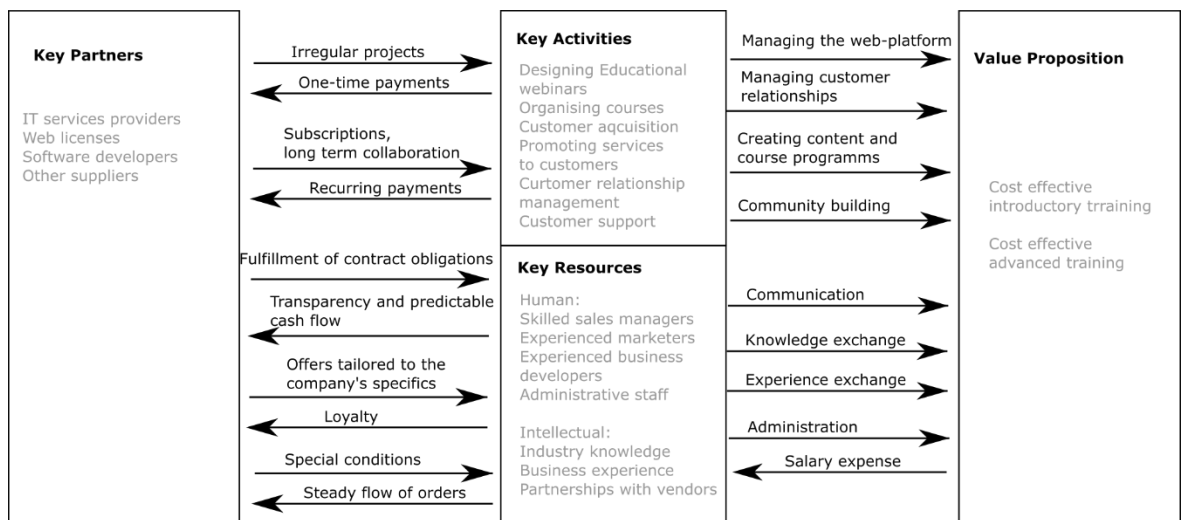 Key Partners
IT services providers
Web licenses
Software developers
Other suppliers
Irregular projects
One-time payments
Subscriptions,
long term collaboration
Recurring payments
Fulfillment of contract obligations
Transparency and predictable
cash flow
Offers tailored to the
company's specifics
Loyalty
Special conditions
Steady flow of orders
Key Activities
Designing Educational
webinars
Organising courses
Customer aqcuisition
Promoting services
to customers
Curtomer relationship
management
Customer support
Key Resources
Human:
Skilled sales managers
Experienced marketers
Experienced business
developers
Administrative staff
Intellectual:
Industry knowledge
Business experience
Partnerships with vendors
Managing the web-platform
Managing customer
relationships
Creating content and
course programms
Community building
Communication
Knowledge exchange
Experience exchange
Administration
Salary expense
Value Proposition
Cost effective
introductory trraining
Cost effective
advanced training